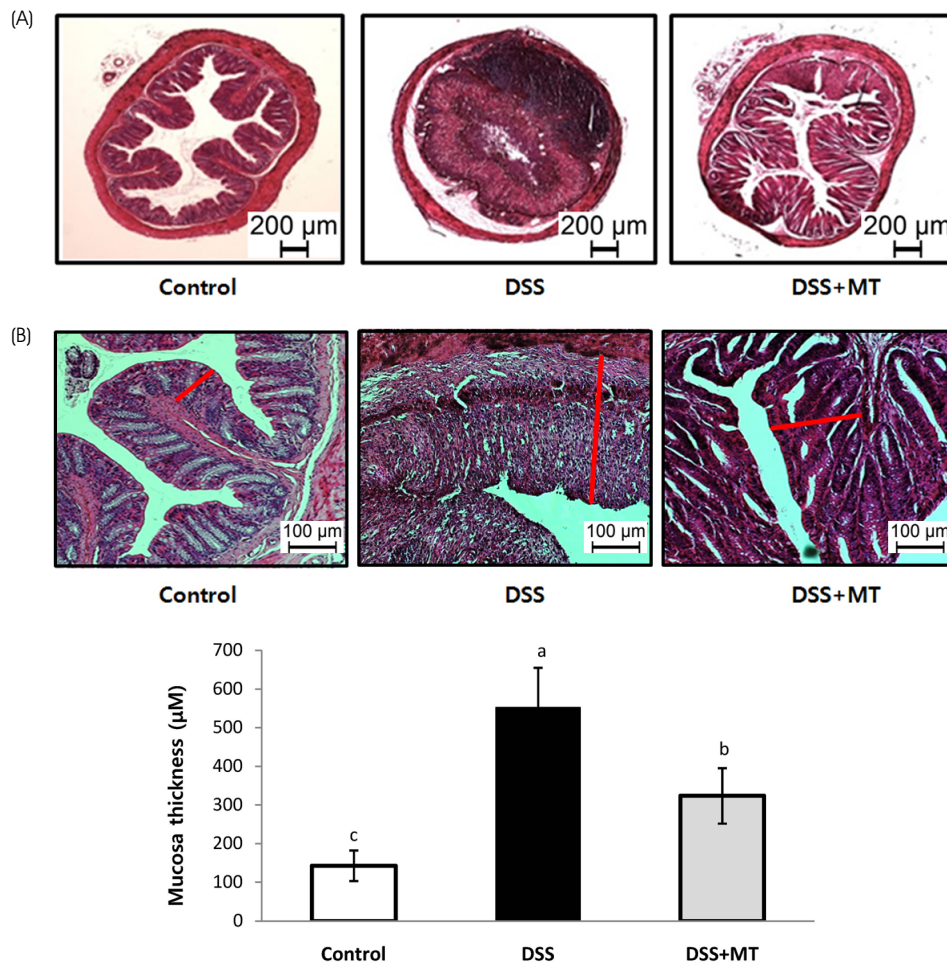 (A)
200 µm
200 µm
200 µm
Control
DSS
DSS+MT
(B)
100 µm
100 µm
100 µm
Control
DSS
DSS+MT
Mucosa thickness (µM)
700
600
500
400
300
200
100
0
c
a
b
Control
DSS
DSS+MT